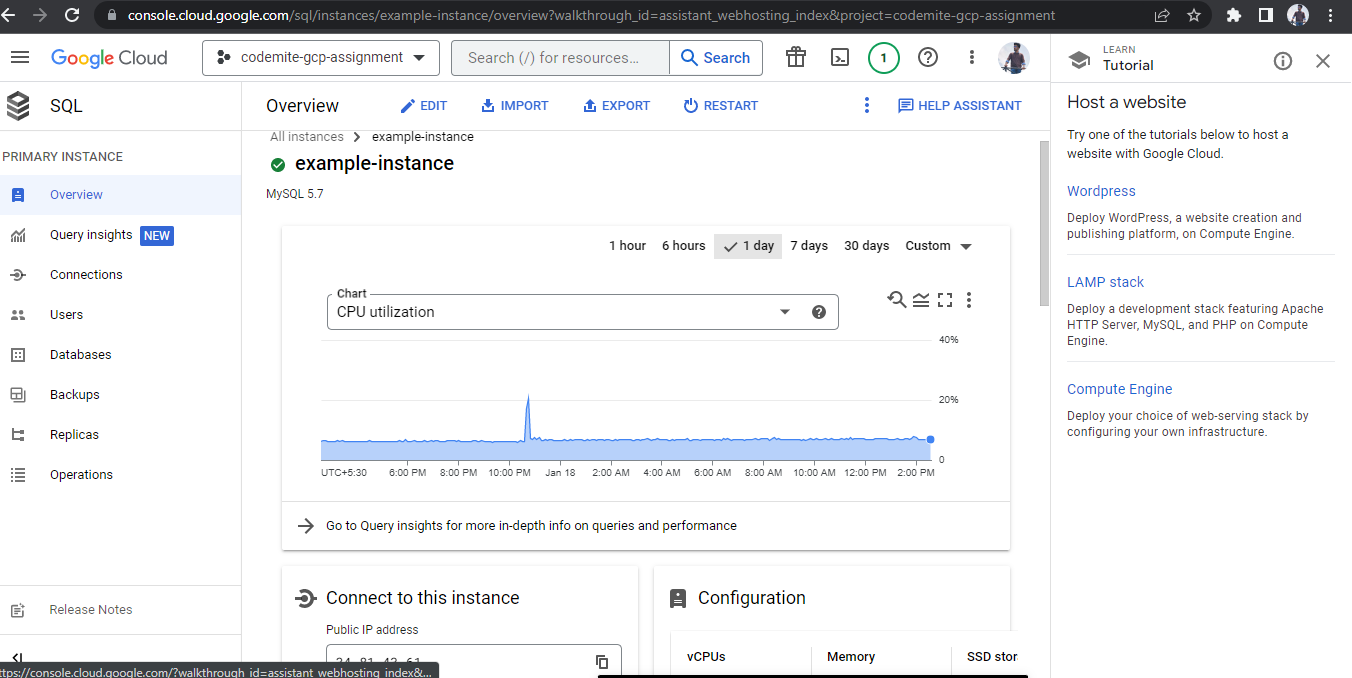 console.cloud.google.com/sql/instances/example-instance/overview?walkthrough_id=assistant_webhosting_index&project=codemite-gcp-assignment
Google Cloud
codemite-gcp-assignment
Search (/) for resources...
Search
1
LEARN
Tutorial
SQL
Overview
EDIT
IMPORT
EXPORT
RESTART
HELP ASSISTANT
PRIMARY INSTANCE
Overview
Query insights NEW
Connections
Users
Databases
Backups
Replicas
Operations
Release Notes
All instances
example-instance
example-instance
MySQL 5.7
1 hour
6 hours
1 day
7 days
30 days
Custom
Chart
CPU utilization
40%
20%
0
UTC+5:30
6:00 PM
8:00 PM
10:00 PM
Jan 18
2:00 AM
4:00 AM
6:00 AM
8:00 AM
10:00 AM
12:00 PM
2:00 PM
Go to Query insights for more in-depth info on queries and performance
Connect to this instance
Public IP address
Configuration
vCPUs
Memory
SSD stor
Host a website
Try one of the tutorials below to host a
website with Google Cloud.
Wordpress
Deploy WordPress, a website creation and
publishing platform, on Compute Engine.
LAMP stack
Deploy a development stack featuring Apache
HTTP Server, MySQL, and PHP on Compute
Engine.
Compute Engine
Deploy your choice of web-serving stack by
configuring your own infrastructure.
ttps://console.cloud.google.com/?walkthrough_id=assistant_webhosting_index&...